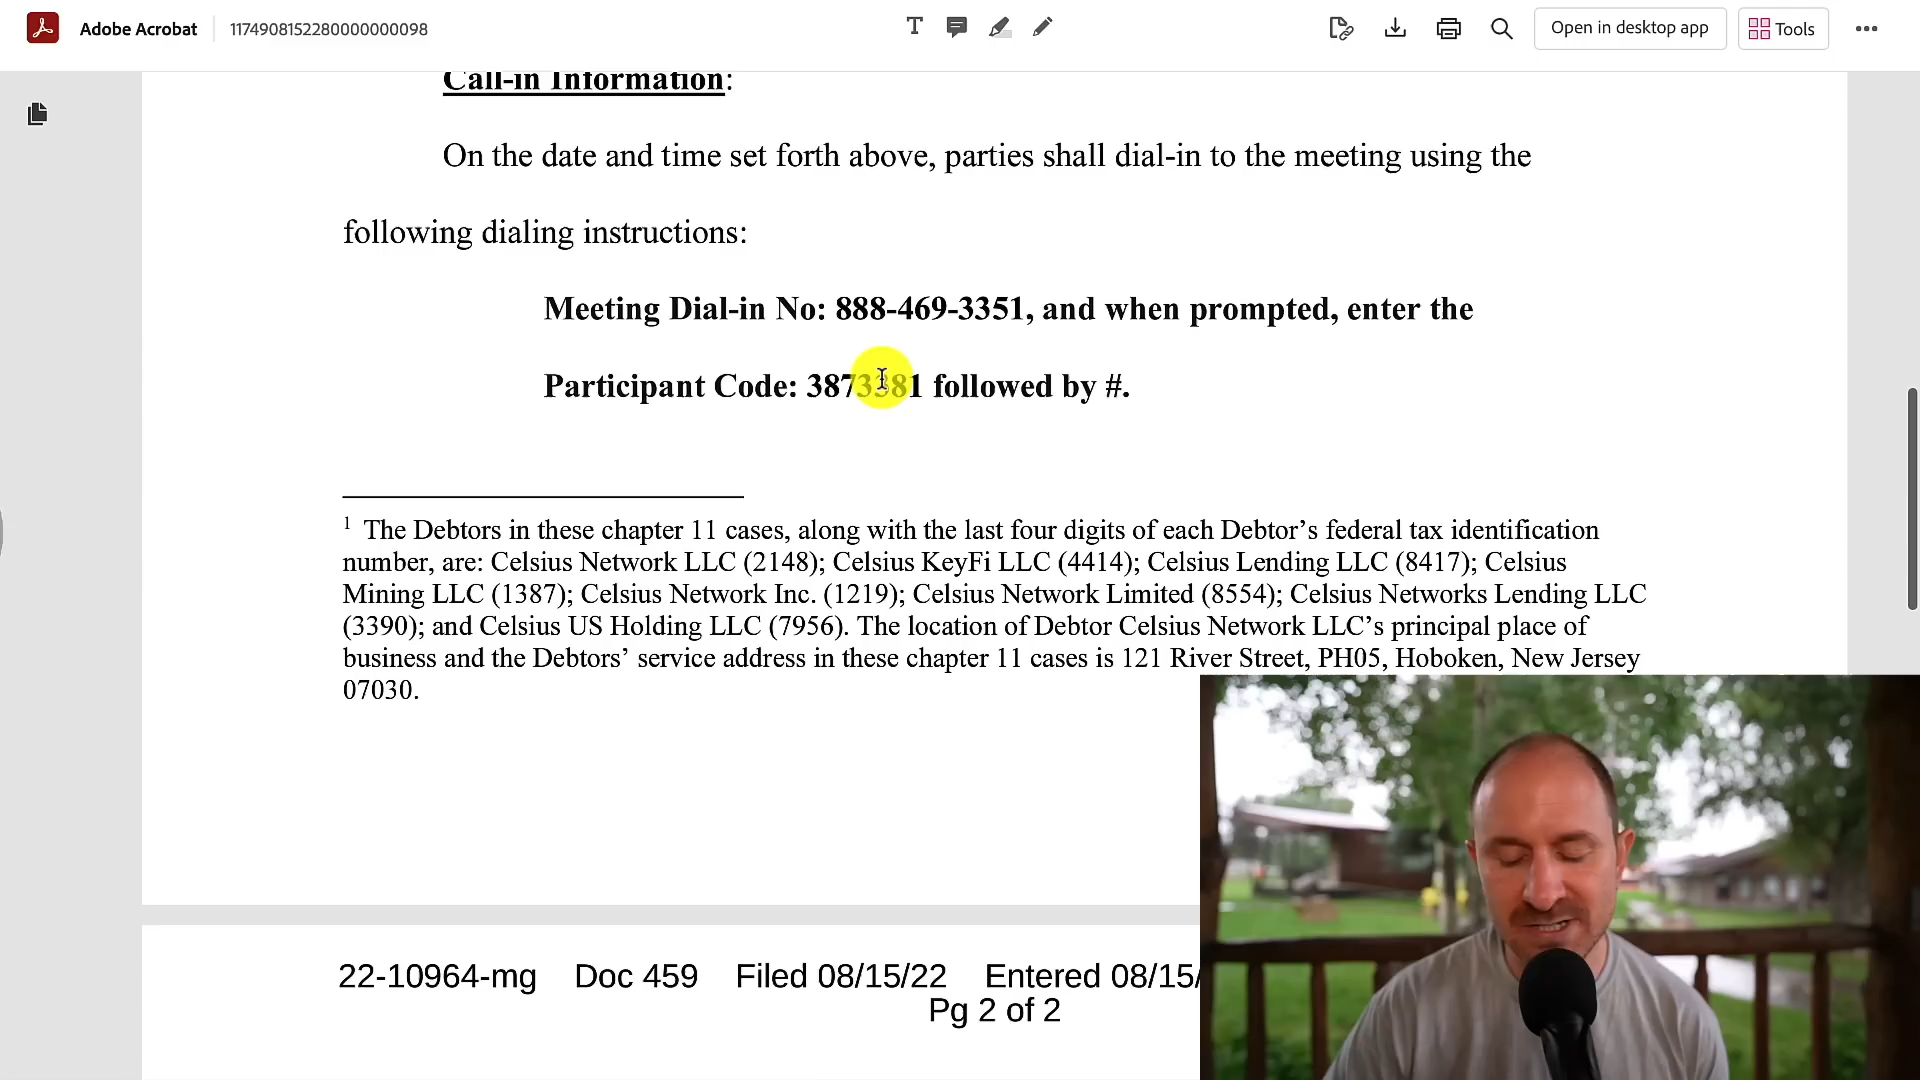 Adobe Acrobat
1174908152280000000098
T
Open in desktop app
Tools
Call-in Information:
On the date and time set forth above, parties shall dial-in to the meeting using the
following dialing instructions:
Meeting Dial-in No: 888-469-3351, and when prompted, enter the
Participant Code: 3873381 followed by #.
1 The Debtors in these chapter 11 cases, along with the last four digits of each Debtor’s federal tax identification
number, are: Celsius Network LLC (2148); Celsius KeyFi LLC (4414); Celsius Lending LLC (8417); Celsius
Mining LLC (1387); Celsius Network Inc. (1219); Celsius Network Limited (8554); Celsius Networks Lending LLC
(3390); and Celsius US Holding LLC (7956). The location of Debtor Celsius Network LLC’s principal place of
business and the Debtors’ service address in these chapter 11 cases is 121 River Street, PH05, Hoboken, New Jersey
07030.
22-10964-mg Doc 459 Filed 08/15/22 Entered 08/15/
Pg 2 of 2